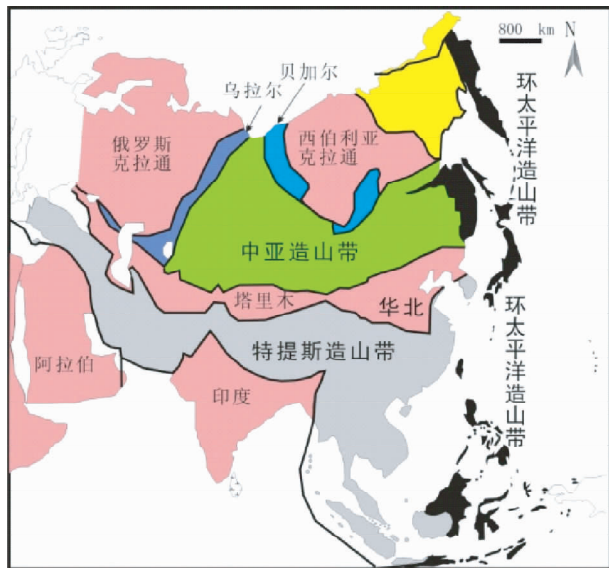 800 km N
贝加尔
乌拉尔
俄罗斯
克拉通
西伯利亚
克拉通
环太平洋造山带
中亚造山带
塔里木
华北
特提斯造山带
环太平洋造山带
阿拉伯
印度